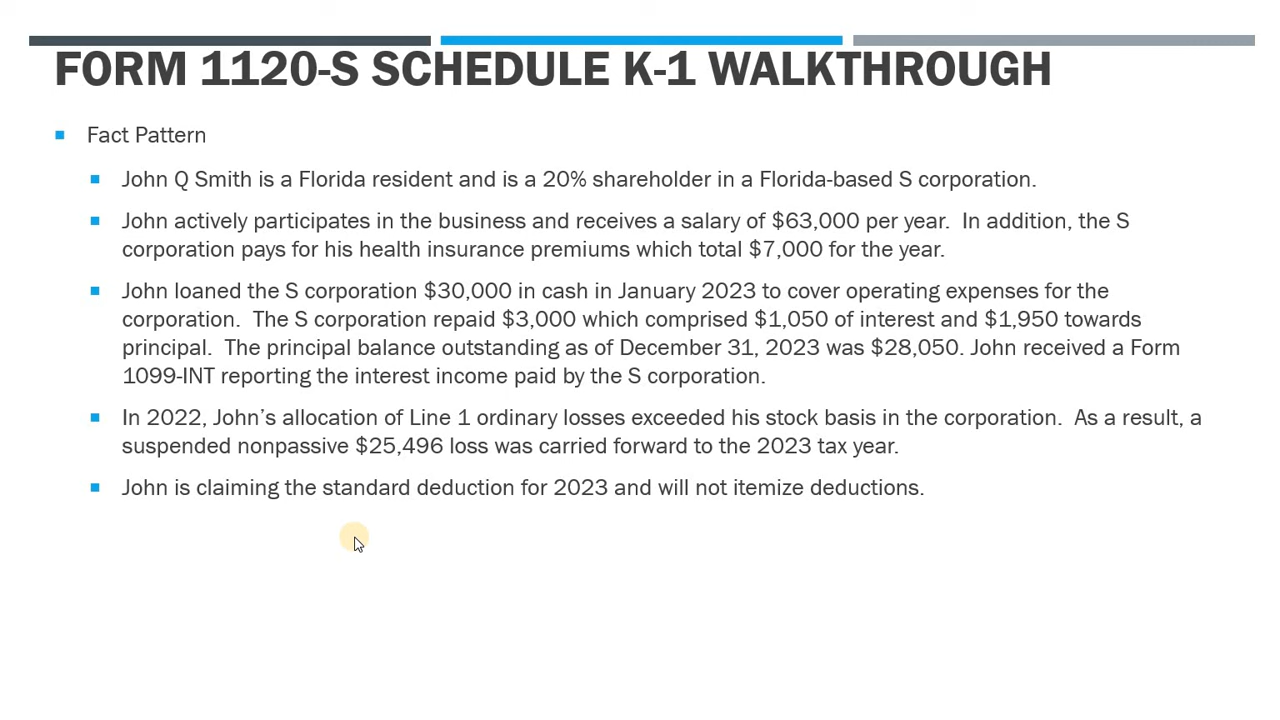 FORM 1120-S SCHEDULE K-1 WALKTHROUGH
Fact Pattern
John Q Smith is a Florida resident and is a 20% shareholder in a Florida-based S corporation.
John actively participates in the business and receives a salary of $63,000 per year.  In addition, the S
corporation pays for his health insurance premiums which total $7,000 for the year.
John loaned the S corporation $30,000 in cash in January 2023 to cover operating expenses for the
corporation.  The S corporation repaid $3,000 which comprised $1,050 of interest and $1,950 towards
principal.  The principal balance outstanding as of December 31, 2023 was $28,050. John received a Form
1099-INT reporting the interest income paid by the S corporation.
In 2022, John’s allocation of Line 1 ordinary losses exceeded his stock basis in the corporation.  As a result, a
suspended nonpassive $25,496 loss was carried forward to the 2023 tax year.
John is claiming the standard deduction for 2023 and will not itemize deductions.